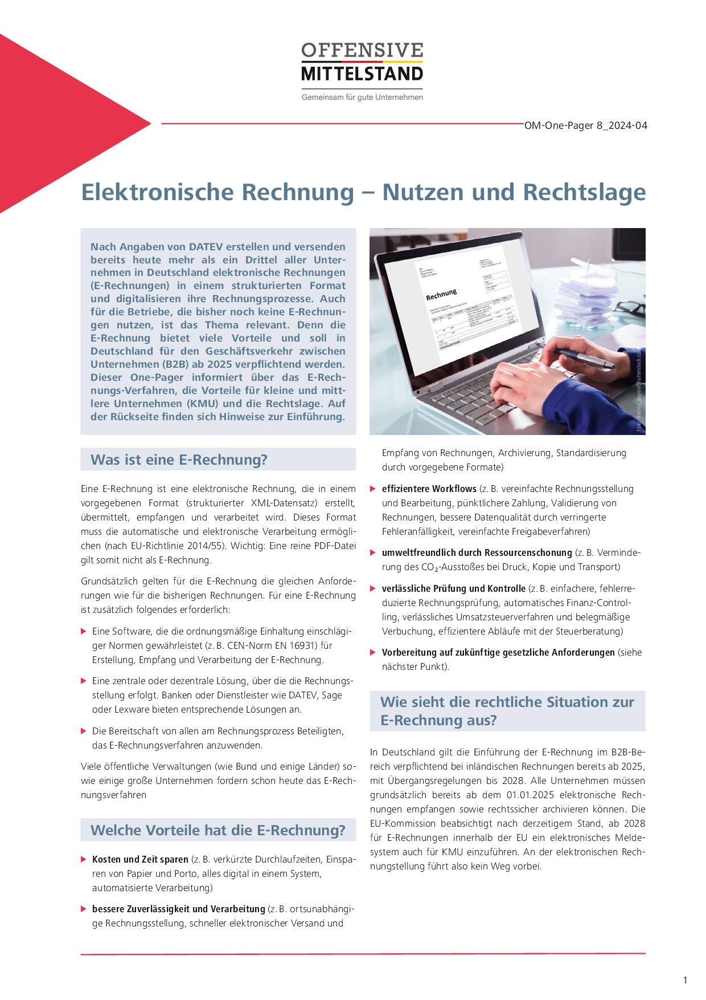 OFFENSIVE
MITTELSTAND
Gemeinsam für gute Unternehmen
OM-One-Pager 8_2024-04
Elektronische Rechnung – Nutzen und Rechtslage
Nach Angaben von DATEV erstellen und versenden
bereits heute mehr als ein Drittel aller Unter-
nehmen in Deutschland elektronische Rechnungen
(E-Rechnungen) in einem strukturierten Format
und digitalisieren ihre Rechnungsprozesse. Auch
für die Betriebe, die bisher noch keine E-Rechnun-
gen nutzen, ist das Thema relevant. Denn die
E-Rechnung bietet viele Vorteile und soll in
Deutschland für den Geschäftsverkehr zwischen
Unternehmen (B2B) ab 2025 verpflichtend werden.
Dieser One-Pager informiert über das E-Rech-
nungs-Verfahren, die Vorteile für kleine und mitt-
lere Unternehmen (KMU) und die Rechtslage. Auf
der Rückseite finden sich Hinweise zur Einführung.
Rechnung
Foto: Andrey_popov/Shutterstock.com
Was ist eine E-Rechnung?
Eine E-Rechnung ist eine elektronische Rechnung, die in einem
vorgegebenen Format (strukturierter XML-Datensatz) erstellt,
übermittelt, empfangen und verarbeitet wird. Dieses Format
muss die automatische und elektronische Verarbeitung ermögli-
chen (nach EU-Richtlinie 2014/55). Wichtig: Eine reine PDF-Datei
gilt somit nicht als E-Rechnung.
Grundsätzlich gelten für die E-Rechnung die gleichen Anforde-
rungen wie für die bisherigen Rechnungen. Für eine E-Rechnung
ist zusätzlich folgendes erforderlich:
Eine Software, die die ordnungsmäßige Einhaltung einschlägi-
ger Normen gewährleistet (z. B. CEN-Norm EN 16931) für
Erstellung, Empfang und Verarbeitung der E-Rechnung.
Eine zentrale oder dezentrale Lösung, über die die Rechnungs-
stellung erfolgt. Banken oder Dienstleister wie DATEV, Sage
oder Lexware bieten entsprechende Lösungen an.
Die Bereitschaft von allen am Rechnungsprozess Beteiligten,
das E-Rechnungsverfahren anzuwenden.
Viele öffentliche Verwaltungen (wie Bund und einige Länder) so-
wie einige große Unternehmen fordern schon heute das E-Rech-
nungsverfahren
Welche Vorteile hat die E-Rechnung?
Kosten und Zeit sparen (z. B. verkürzte Durchlaufzeiten, Einspa-
ren von Papier und Porto, alles digital in einem System,
automatisierte Verarbeitung)
bessere Zuverlässigkeit und Verarbeitung (z. B. ortsunabhängi-
ge Rechnungsstellung, schneller elektronischer Versand und
Empfang von Rechnungen, Archivierung, Standardisierung
durch vorgegebene Formate)
effizientere Workflows (z. B. vereinfachte Rechnungsstellung
und Bearbeitung, pünktlichere Zahlung, Validierung von
Rechnungen, bessere Datenqualität durch verringerte
Fehleranfälligkeit, vereinfachte Freigabeverfahren)
umweltfreundlich durch Ressourcenschonung (z. B. Verminde-
rung des CO₂-Ausstoßes bei Druck, Kopie und Transport)
verlässliche Prüfung und Kontrolle (z. B. einfachere, fehlerre-
duzierte Rechnungsprüfung, automatisches Finanz-Control-
ling, verlässliches Umsatzsteuerverfahren und belegmäßige
Verbuchung, effizientere Abläufe mit der Steuerberatung)
Vorbereitung auf zukünftige gesetzliche Anforderungen (siehe
nächster Punkt).
Wie sieht die rechtliche Situation zur
E-Rechnung aus?
In Deutschland gilt die Einführung der E-Rechnung im B2B-Be-
reich verpflichtend bei inländischen Rechnungen bereits ab 2025,
mit Übergangsregelungen bis 2028. Alle Unternehmen müssen
grundsätzlich bereits ab dem 01.01.2025 elektronische Rech-
nungen empfangen sowie rechtssicher archivieren können. Die
EU-Kommission beabsichtigt nach derzeitigem Stand, ab 2028
für E-Rechnungen innerhalb der EU ein elektronisches Melde-
system auch für KMU einzuführen. An der elektronischen Rech-
nungstellung führt also kein Weg vorbei.
1